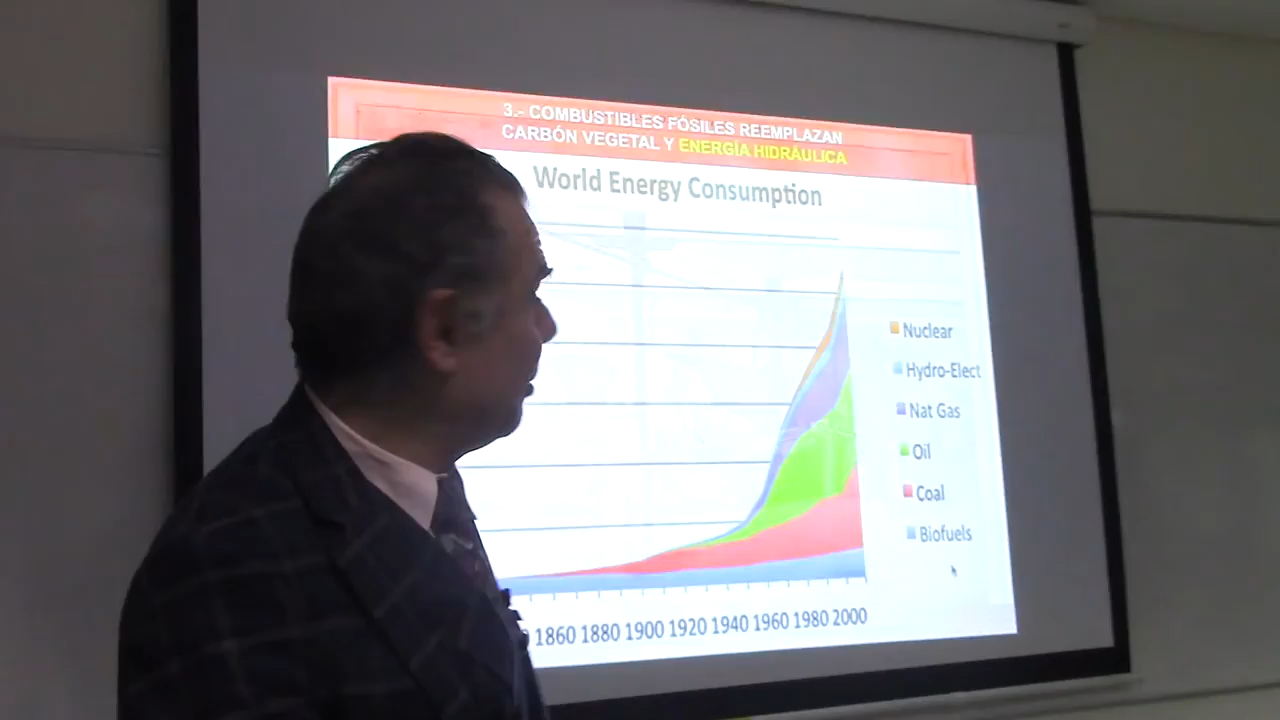 3.- COMBUSTIBLES FÓSILES REEMPLAZAN
CARBÓN VEGETAL Y ENERGÍA HIDRÁULICA
World Energy Consumption
Nuclear
Hydro-Elect
Nat Gas
Oil
Coal
Biofuels
1860 1880 1900 1920 1940 1960 1980 2000